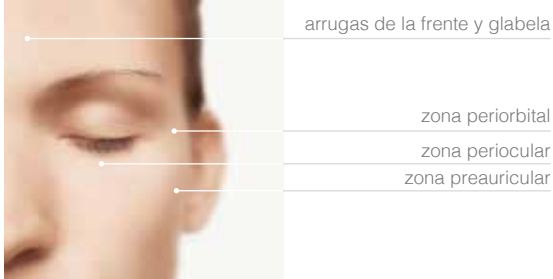 arrugas de la frente y glabela
zona periorbital
zona periocular
zona preauricular